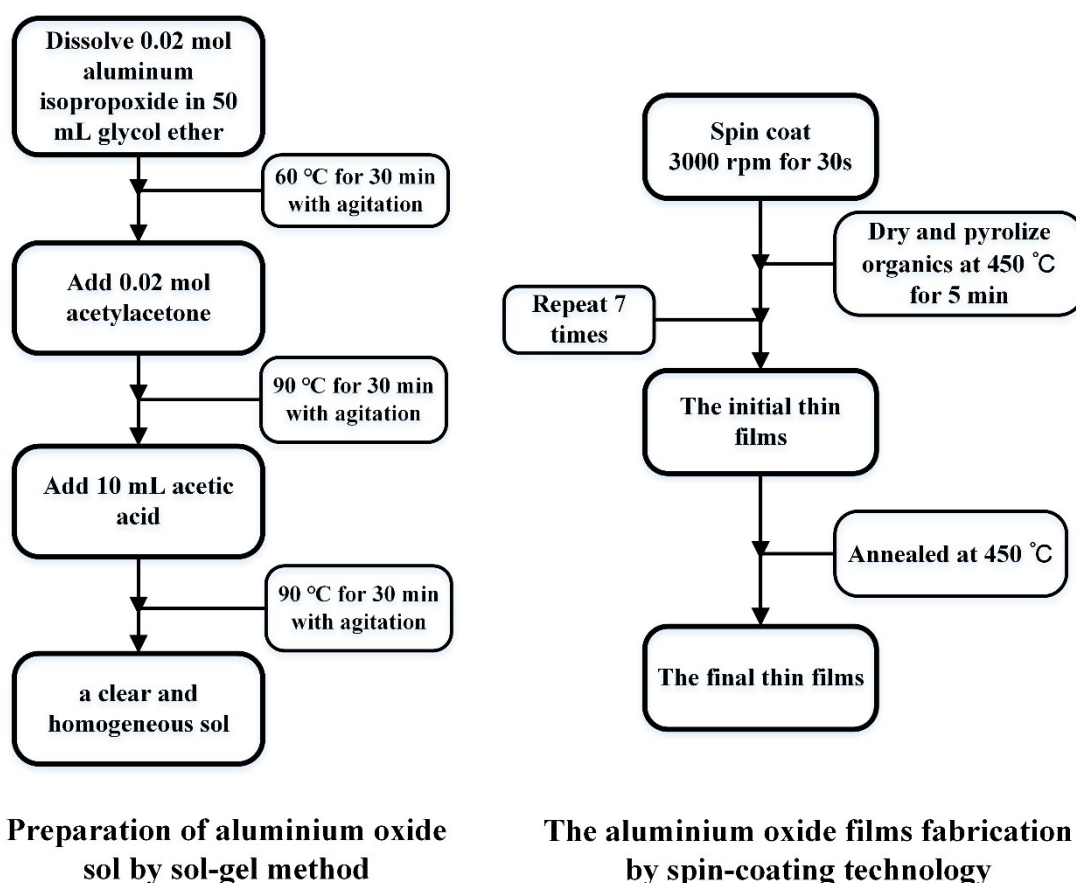 Dissolve 0.02 mol
aluminum
isopropoxide in 50
mL glycol ether
60 ℃ for 30 min
with agitation
Add 0.02 mol
acetylacetone
90 ℃ for 30 min
with agitation
Add 10 mL acetic
acid
90 ℃ for 30 min
with agitation
a clear and
homogeneous sol
Preparation of aluminium oxide
sol by sol-gel method
Spin coat
3000 rpm for 30s
Dry and pyrolize
organics at 450 ℃
for 5 min
Repeat 7
times
The initial thin
films
Annealed at 450 ℃
The final thin films
The aluminium oxide films fabrication
by spin-coating technology